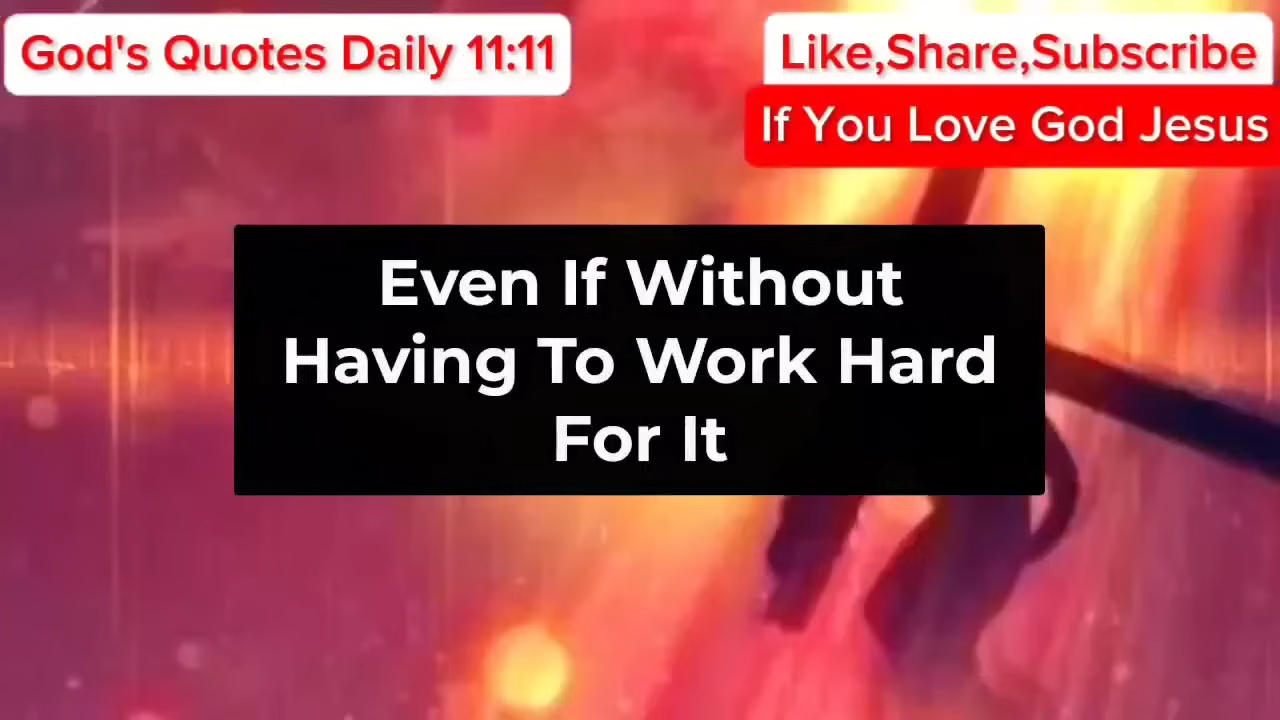 God's Quotes Daily 11:11
Like,Share,Subscribe
If You Love God Jesus
Even If Without
Having To Work Hard
For It